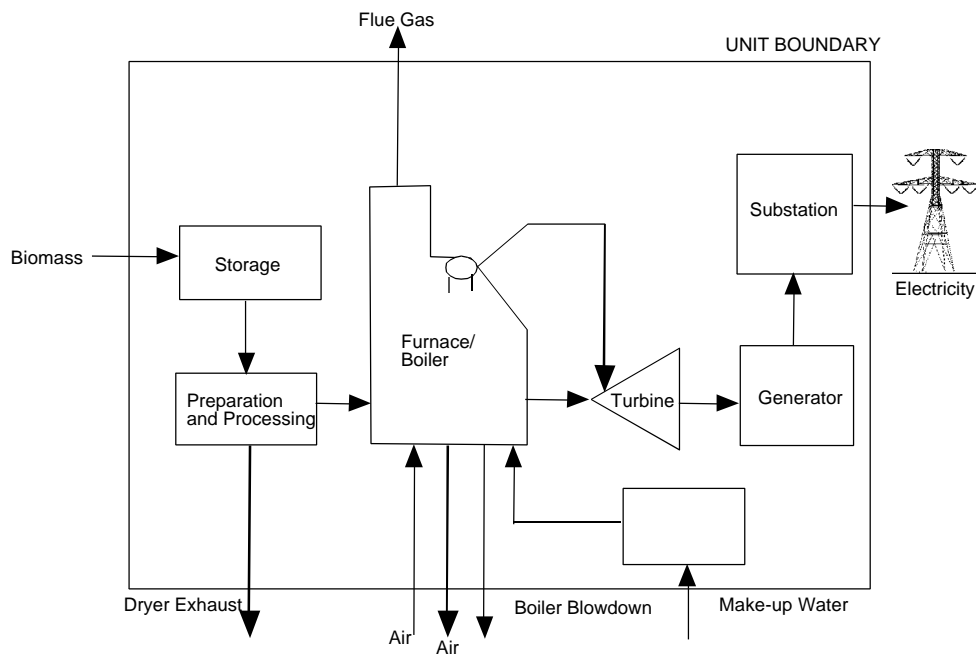 Flue Gas
UNIT BOUNDARY
Substation
Biomass
Storage
Electricity
Furnace/
Boiler
Preparation
and Processing
Turbine
Generator
Dryer Exhaust
Boiler Blowdown
Make-up Water
Air
Air